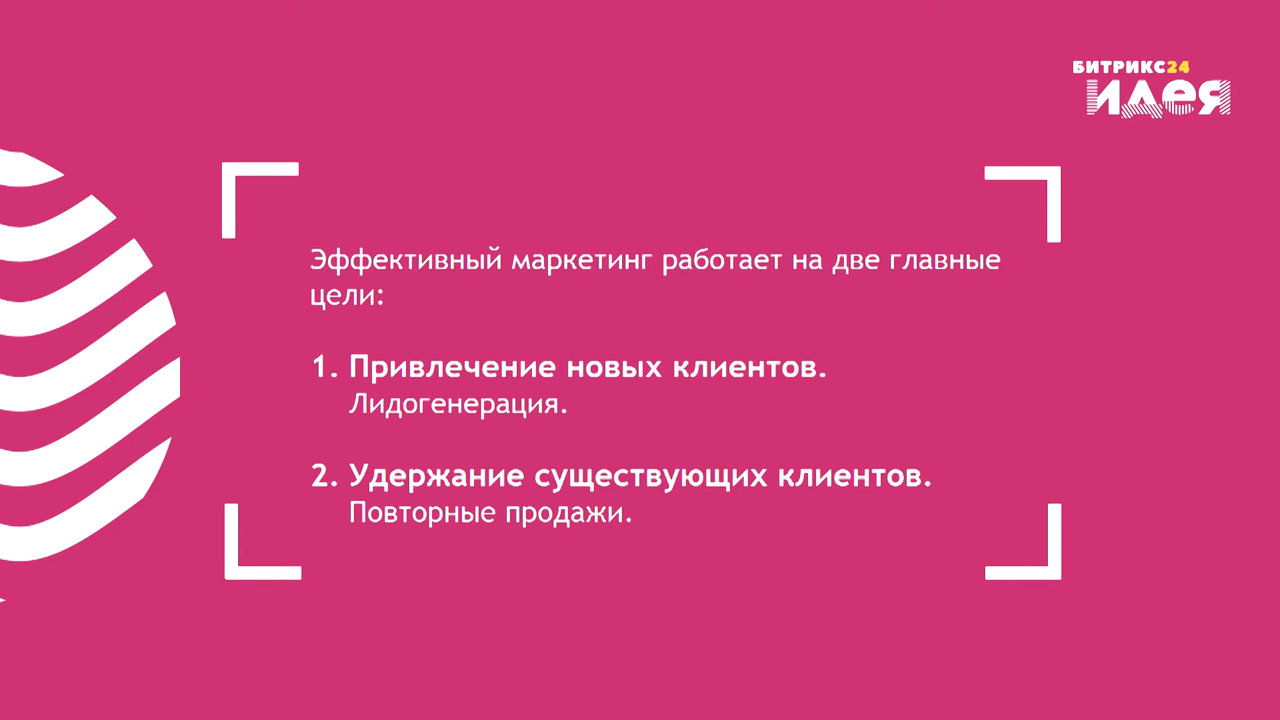 БИТРИКС24
идея
Эффективный маркетинг работает на две главные
цели:
1. Привлечение новых клиентов.
Лидогенерация.
2. Удержание существующих клиентов.
Повторные продажи.